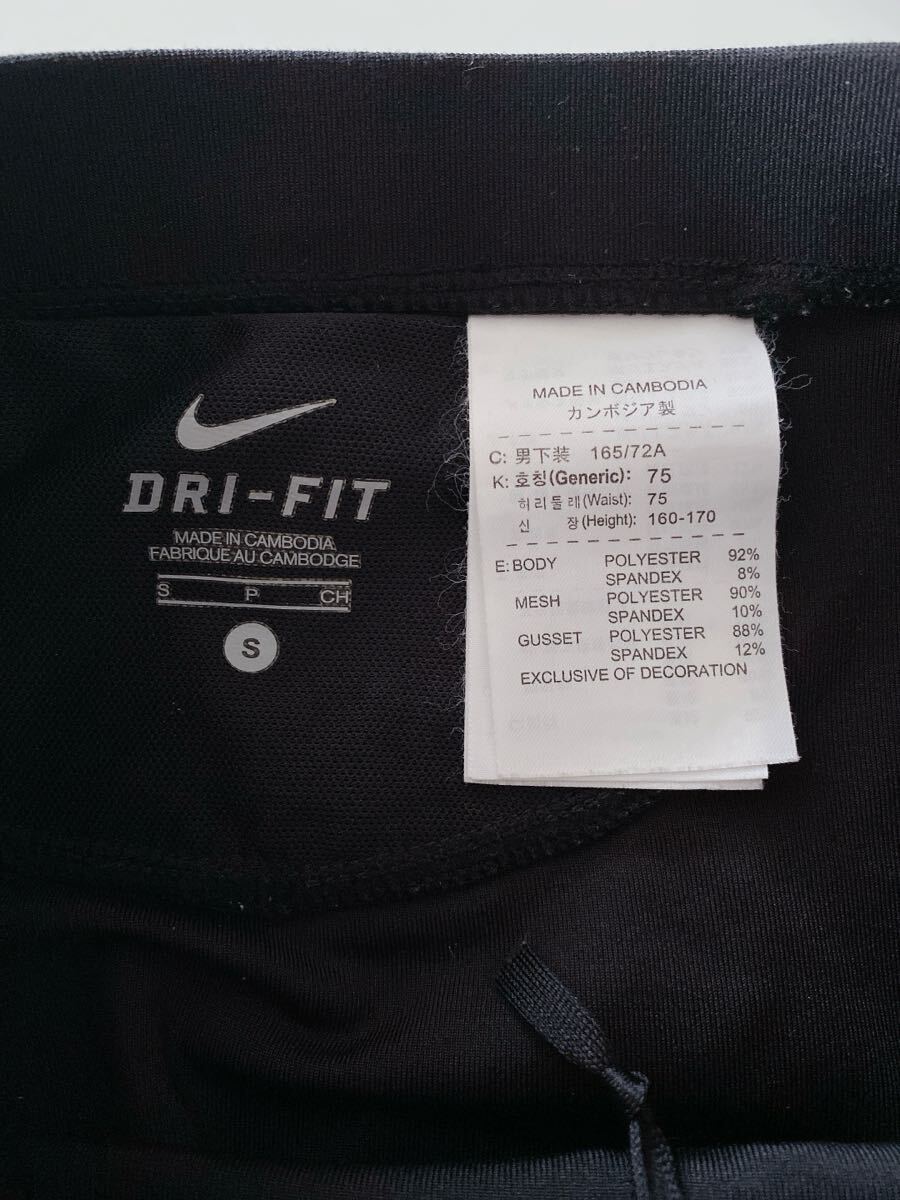 DRI-FIT
MADE IN CAMBODIA
FABRIQUE AU CAMBODGE
S P CH
S
MADE IN CAMBODIA
カンボジア製
C: 男下装 165/72A
K: 호칭(Generic): 75
허리둘레(Waist): 75
신 장(Height): 160-170
E: BODY POLYESTER 92%
SPANDEX 8%
MESH POLYESTER 90%
SPANDEX 10%
GUSSET POLYESTER 88%
SPANDEX 12%
EXCLUSIVE OF DECORATION